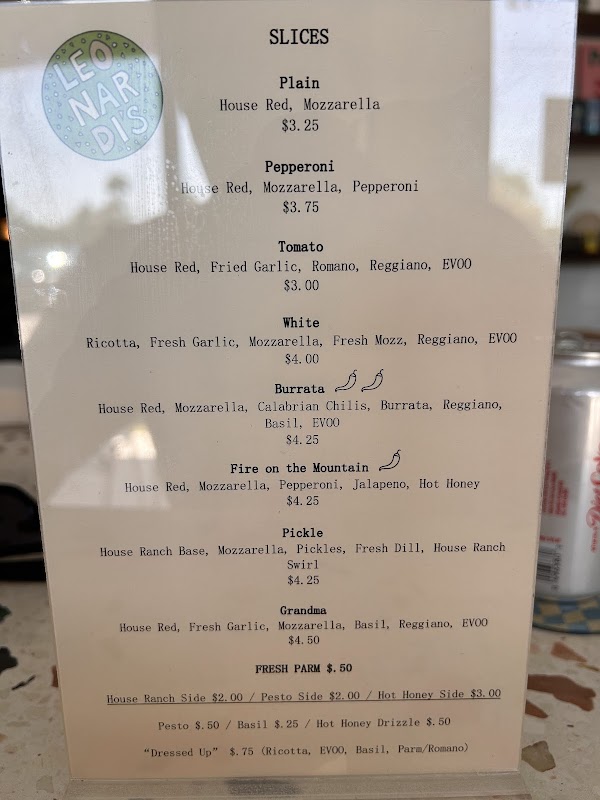 LEO
NAR
DI'S
SLICES
Plain
House Red, Mozzarella
$3.25
Pepperoni
House Red, Mozzarella, Pepperoni
$3.75
Tomato
House Red, Fried Garlic, Romano, Reggiano, EVOO
$3.00
White
Ricotta, Fresh Garlic, Mozzarella, Fresh Mozz, Reggiano, EVOO
$4.00
Burrata
House Red, Mozzarella, Calabrian Chilis, Burrata, Reggiano,
Basil, EVOO
$4.25
Fire on the Mountain
House Red, Mozzarella, Pepperoni, Jalapeno, Hot Honey
$4.25
Pickle
House Ranch Base, Mozzarella, Pickles, Fresh Dill, House Ranch
Swirl
$4.25
Grandma
House Red, Fresh Garlic, Mozzarella, Basil, Reggiano, EVOO
$4.50
FRESH PARM $.50
House Ranch Side $2.00 / Pesto Side $2.00 / Hot Honey Side $3.00
Pesto $.50 / Basil $.25 / Hot Honey Drizzle $.50
“Dressed Up” $.75 (Ricotta, EVOO, Basil, Parm/Romano)